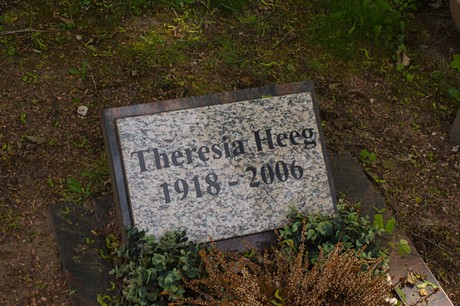 Theresia Heeg
1918 - 2006